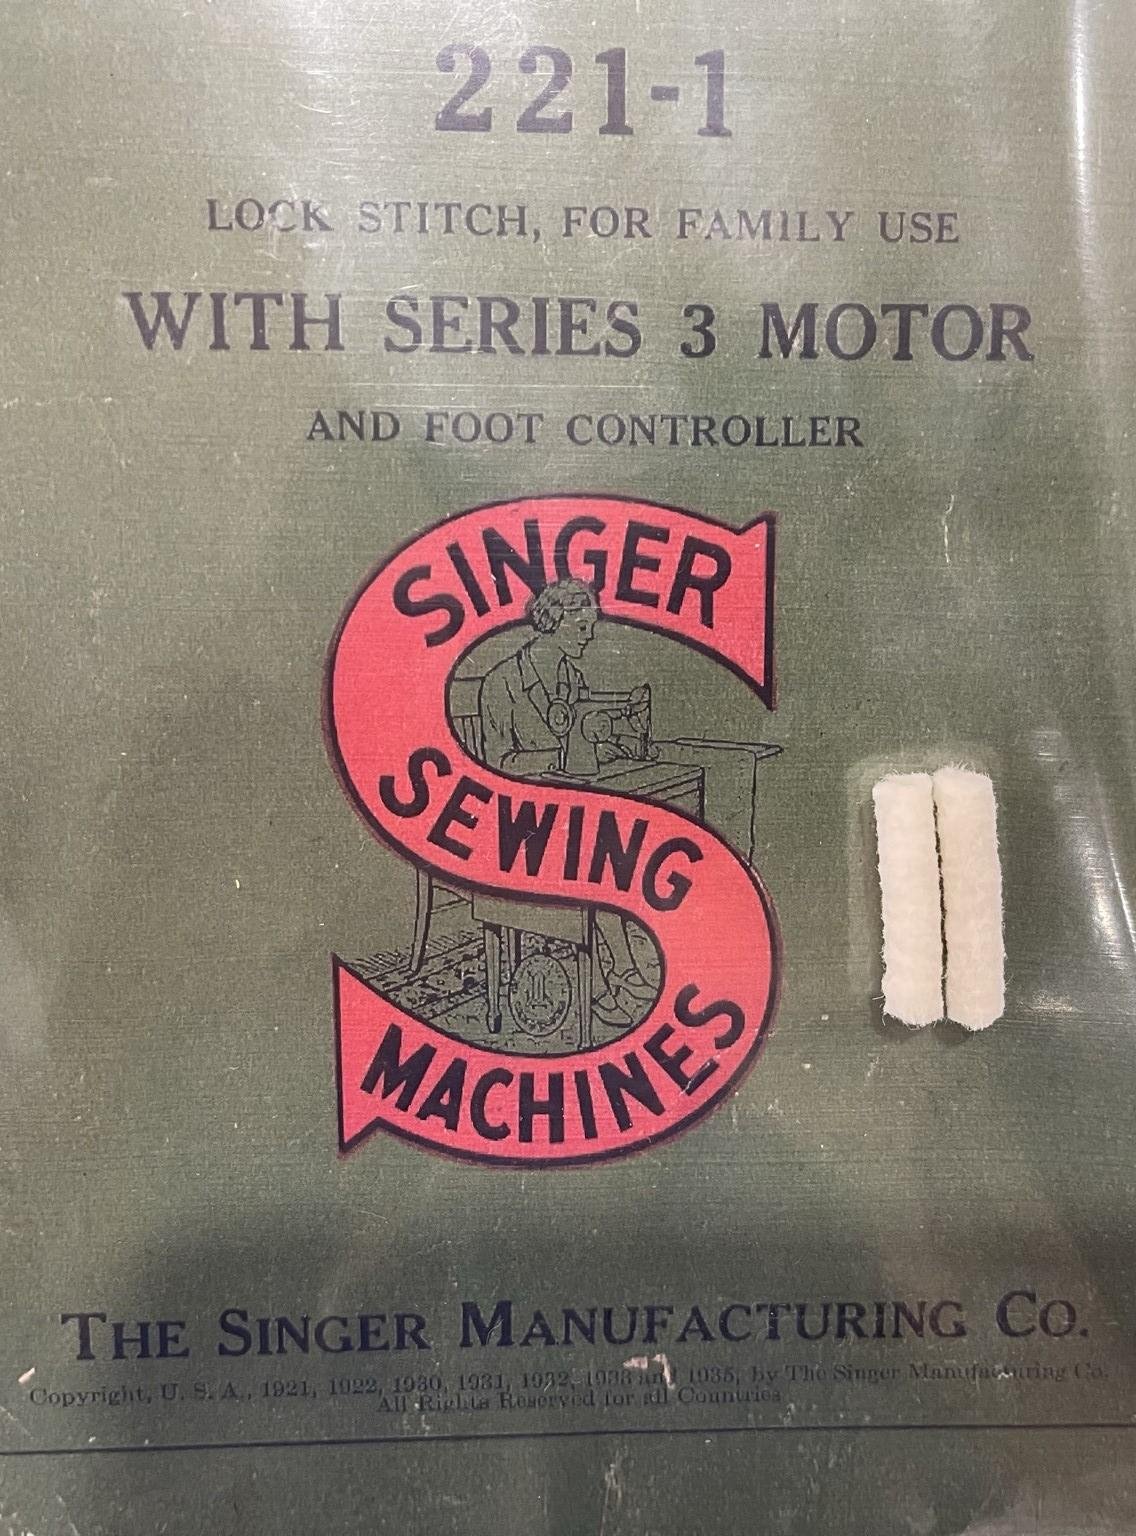 221-1
LOCK STITCH, FOR FAMILY USE
WITH SERIES 3 MOTOR
AND FOOT CONTROLLER
SINGER
SEWING
MACHINES
THE SINGER MANUFACTURING CO.
Copyright, U. S. A., 1921, 1922, 1930, 1931, 1932, 1933 and 1935, by The Singer Manufacturing Co.
All Rights Reserved for all Countries